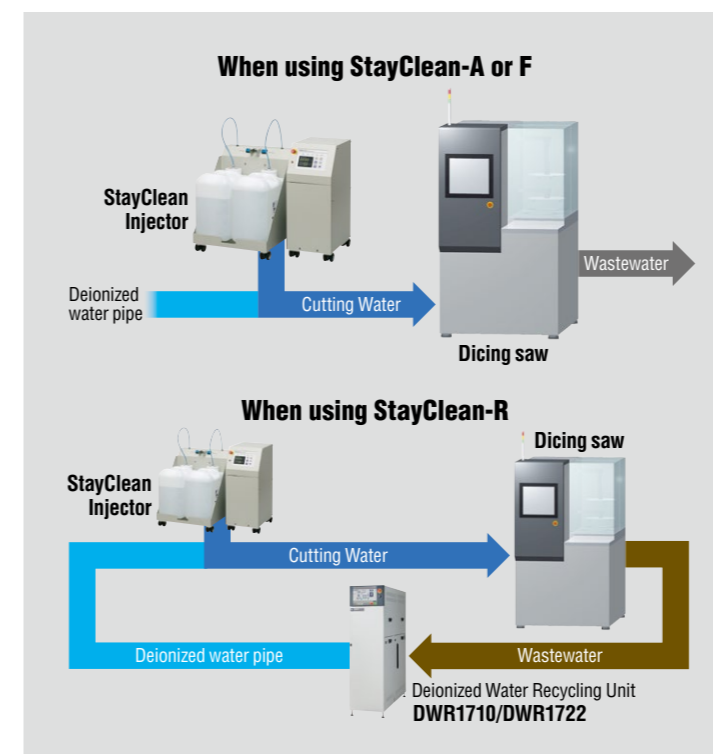 When using StayClean-A or F
StayClean
Injector
Deionized
water pipe
Cutting Water
Wastewater
Dicing saw
When using StayClean-R
Dicing saw
StayClean
Injector
Cutting Water
Deionized water pipe
Wastewater
Deionized Water Recycling Unit
DWR1710/DWR1722